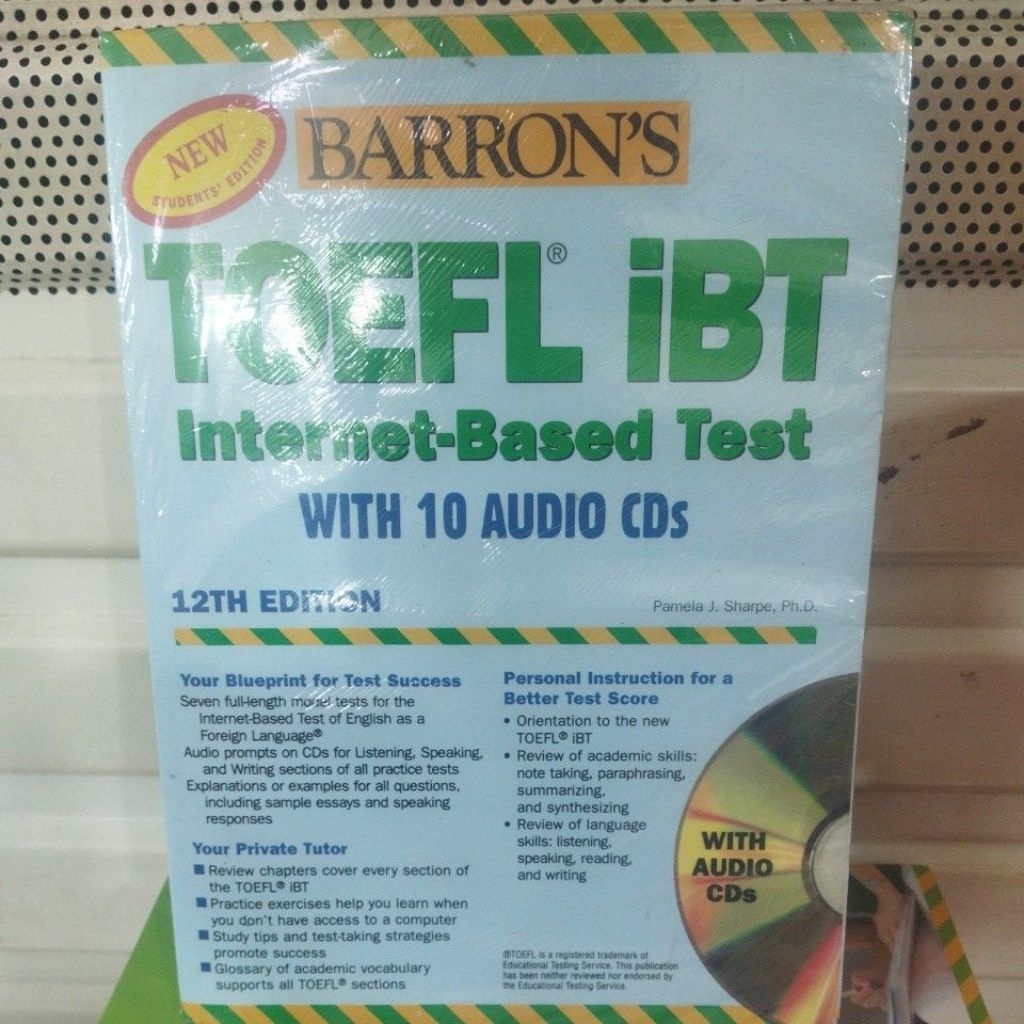 NEW
STUDENTS' EDITION
BARRON'S
TOEFL® iBT
Internet-Based Test
WITH 10 AUDIO CDs
12TH EDITION
Pamela J. Sharpe, Ph.D.
Your Blueprint for Test Success
Seven full-length model tests for the
Internet-Based Test of English as a
Foreign Language®
Audio prompts on CDs for Listening, Speaking,
and Writing sections of all practice tests
Explanations or examples for all questions,
including sample essays and speaking
responses
Your Private Tutor
■ Review chapters cover every section of
the TOEFL® iBT
■ Practice exercises help you learn when
you don't have access to a computer
■ Study tips and test-taking strategies
promote success
■ Glossary of academic vocabulary
supports all TOEFL® sections
Personal Instruction for a
Better Test Score
• Orientation to the new
TOEFL® iBT
• Review of academic skills:
note taking, paraphrasing,
summarizing,
and synthesizing
• Review of language
skills: listening,
speaking, reading,
and writing
WITH
AUDIO
CDs
®TOEFL is a registered trademark of
Educational Testing Service. This publication
has been neither reviewed nor endorsed by
the Educational Testing Service.